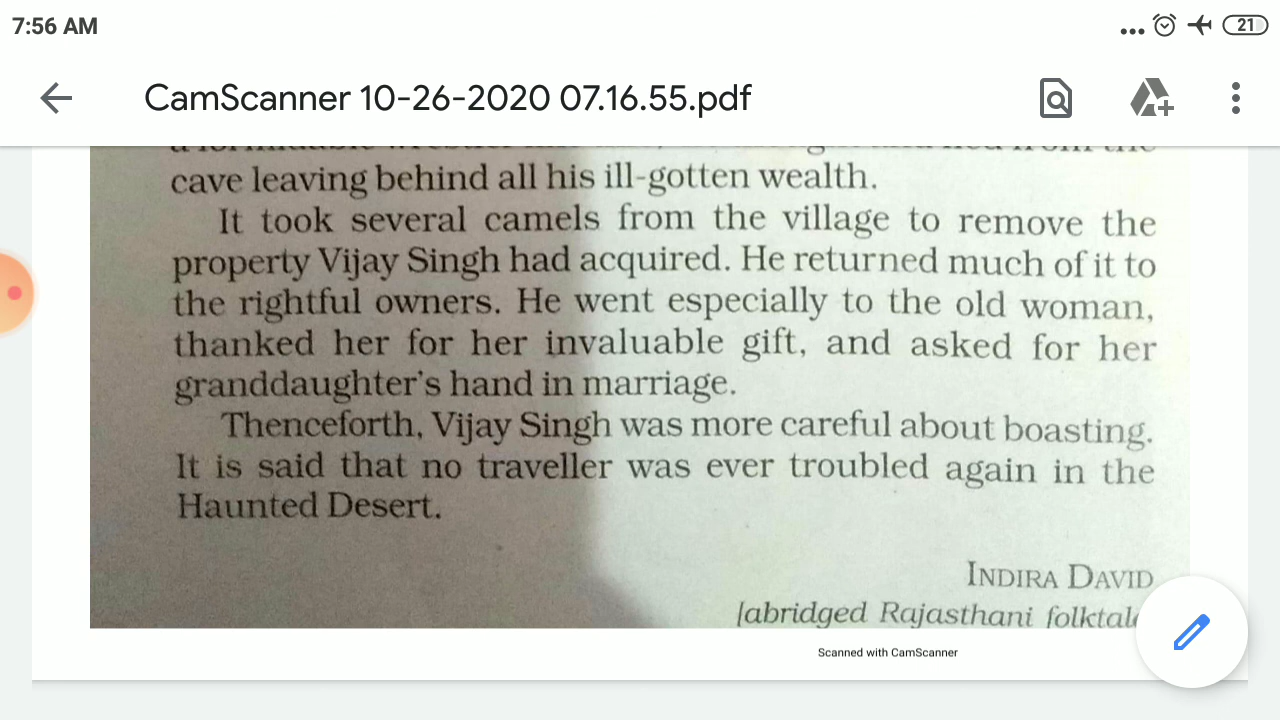 7:56 AM
21
CamScanner 10-26-2020 07.16.55.pdf
cave leaving behind all his ill-gotten wealth.
It took several camels from the village to remove the
property Vijay Singh had acquired. He returned much of it to
the rightful owners. He went especially to the old woman,
thanked her for her invaluable gift, and asked for her
granddaughter's hand in marriage.
Thenceforth, Vijay Singh was more careful about boasting.
It is said that no traveller was ever troubled again in the
Haunted Desert.
INDIRA DAVID
[abridged Rajasthani
Scanned with CamScanner